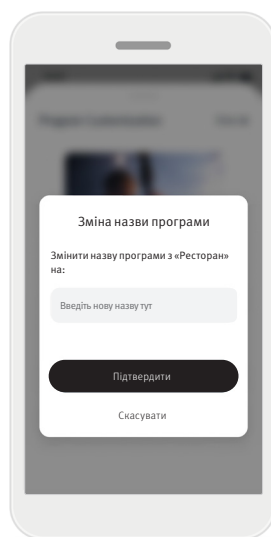 Зміна назви програми
Змінити назву програми з «Ресторан»
на:
Введіть нову назву тут
Підтвердити
Скасувати